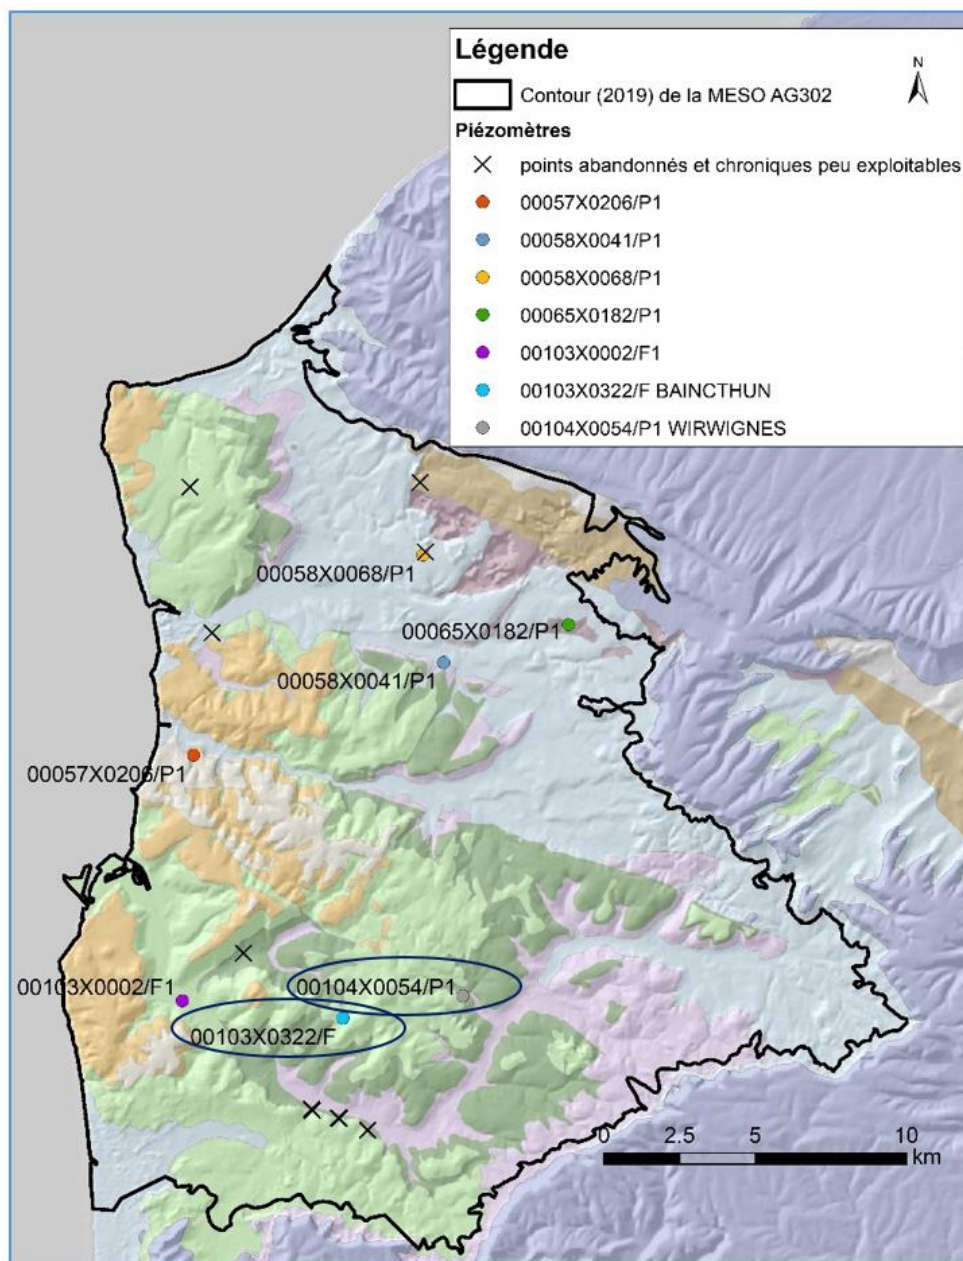 Légende
N
Contour (2019) de la MESO AG302
Piézomètres
points abandonnés et chroniques peu exploitables
00057X0206/P1
00058X0041/P1
00058X0068/P1
00065X0182/P1
00103X0002/F1
00103X0322/F BAINCTHUN
00104X0054/P1 WIRWIGNES
00058X0068/P1
00065X0182/P1
00058X0041/P1
00057X0206/P1
00103X0002/F1
00104X0054/P1
00103X0322/F
0 2.5 5 10
km